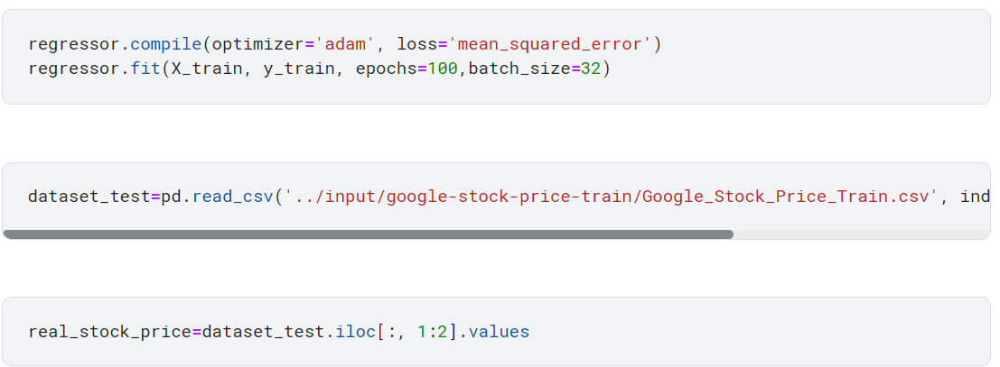 regressor.compile(optimizer='adam', loss='mean_squared_error')
regressor.fit(X_train, y_train, epochs=100,batch_size=32)
dataset_test=pd.read_csv('../input/google-stock-price-train/Google_Stock_Price_Train.csv', ind
real_stock_price=dataset_test.iloc[:, 1:2].values